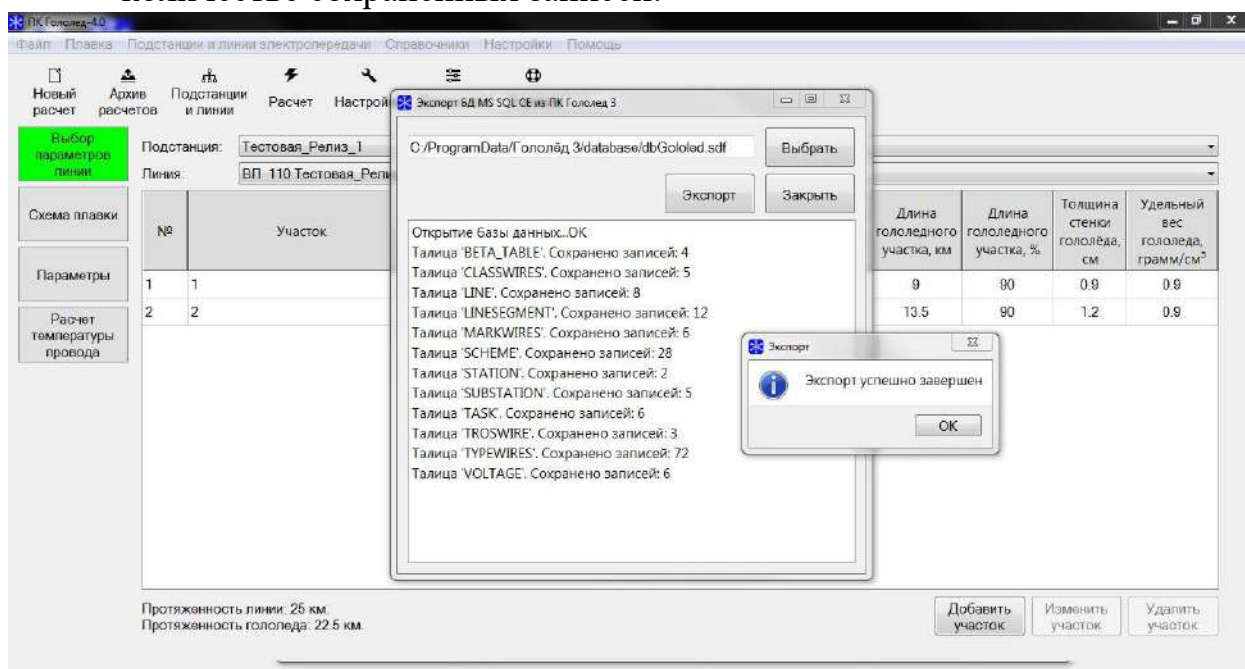 ПК Гололед-4.0
Файл Плавка Подстанции и линии электропередачи Справочники Настройки Помощь
Новый расчет
Архив расчетов
Подстанции и линии
Расчет
Настрой
Выбор параметров линии
Схема плавки
Параметры
Расчет температуры провода
Подстанция: Тестовая_Релиз_1
Линия: ВЛ 110 Тестовая_Рели
№
Участок
Длина гололедного участка, км
Длина гололедного участка, %
Толщина стенки гололёда, см
Удельный вес гололеда, грамм/см³
1 1 9 90 0.9 0.9
2 2 13.5 90 1.2 0.9
Экспорт БД MS SQL CE из ПК Гололед 3
C:/ProgramData/Гололёд 3/database/dbGololed.sdf
Выбрать
Экспорт
Закрыть
Открытие базы данных...OK
Талица 'BETA_TABLE'. Сохранено записей: 4
Талица 'CLASSWIRES'. Сохранено записей: 5
Талица 'LINE'. Сохранено записей: 8
Талица 'LINESEGMENT'. Сохранено записей: 12
Талица 'MARKWIRES'. Сохранено записей: 6
Талица 'SCHEME'. Сохранено записей: 28
Талица 'STATION'. Сохранено записей: 2
Талица 'SUBSTATION'. Сохранено записей: 5
Талица 'TASK'. Сохранено записей: 6
Талица 'TROSWIRE'. Сохранено записей: 3
Талица 'TYPEWIRES'. Сохранено записей: 72
Талица 'VOLTAGE'. Сохранено записей: 6
Экспорт
Экспорт успешно завершен
OK
Протяженность линии: 25 км.
Протяженность гололеда: 22.5 км.
Добавить участок
Изменить участок
Удалить участок